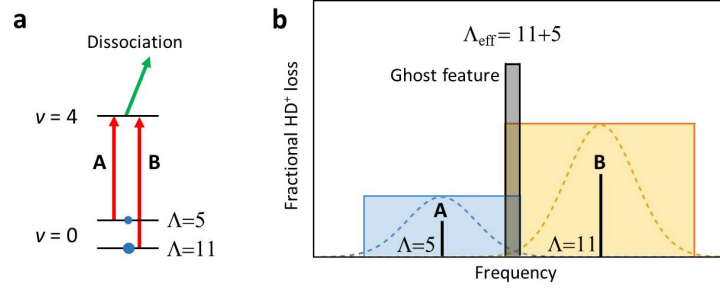 a
Dissociation
v = 4
A
B
Λ=5
v = 0
Λ=11
b
Λeff = 11+5
Ghost feature
Fractional HD⁺ loss
A
B
Λ=5
Λ=11
Frequency